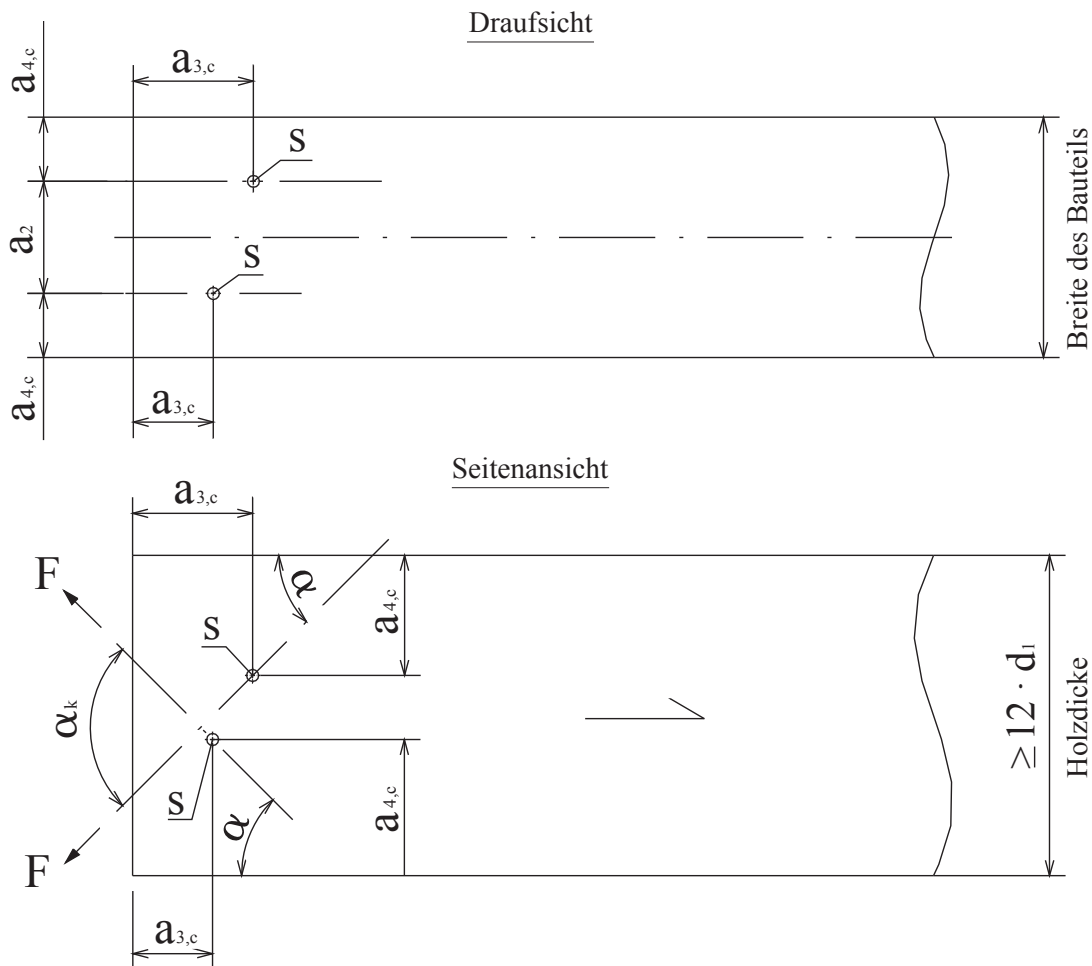 Draufsicht
a4,c
a3,c
s
a2
s
Breite des Bauteils
a4,c
a3,c
Seitenansicht
a3,c
F
α
a4,c
s
αk
≥12 · d1
Holzdicke
s
α
a4,c
F
a3,c